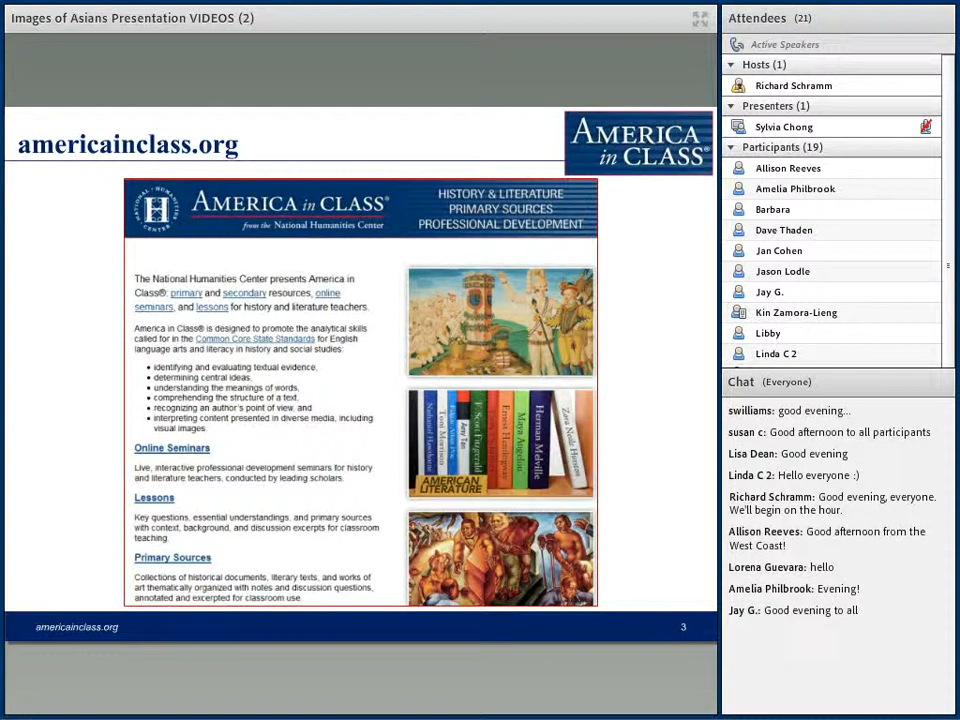 Images of Asians Presentation VIDEOS (2)
americainclass.org
AMERICA
in CLASS®
NATIONAL HUMANITIES CENTER
AMERICA in CLASS®
from the National Humanities Center
HISTORY & LITERATURE
PRIMARY SOURCES
PROFESSIONAL DEVELOPMENT
The National Humanities Center presents America in
Class®: primary and secondary resources, online
seminars, and lessons for history and literature teachers.
America in Class® is designed to promote the analytical skills
called for in the Common Core State Standards for English
language arts and literacy in history and social studies:
• identifying and evaluating textual evidence,
• determining central ideas,
• understanding the meanings of words,
• comprehending the structure of a text,
• recognizing an author's point of view, and
• interpreting content presented in diverse media, including
visual images.
Online Seminars
Live, interactive professional development seminars for history
and literature teachers, conducted by leading scholars.
Lessons
Key questions, essential understandings, and primary sources
with context, background, and discussion excerpts for classroom
teaching.
Primary Sources
Collections of historical documents, literary texts, and works of
art thematically organized with notes and discussion questions,
annotated and excerpted for classroom use.
Nathaniel Hawthorne
Toni Morrison
Edgar Allan Poe
Amy Tan
F. Scott Fitzgerald
Ernest Hemingway
Maya Angelou
Herman Melville
Zora Neale Hurston
AMERICAN
LITERATURE
americainclass.org
3
Attendees (21)
Active Speakers
Hosts (1)
Richard Schramm
Presenters (1)
Sylvia Chong
Participants (19)
Allison Reeves
Amelia Philbrook
Barbara
Dave Thaden
Jan Cohen
Jason Lodle
Jay G.
Kin Zamora-Lieng
Libby
Linda C 2
Chat (Everyone)
swilliams: good evening...
susan c: Good afternoon to all participants
Lisa Dean: Good evening
Linda C 2: Hello everyone :)
Richard Schramm: Good evening, everyone.
We'll begin on the hour.
Allison Reeves: Good afternoon from the
West Coast!
Lorena Guevara: hello
Amelia Philbrook: Evening!
Jay G.: Good evening to all